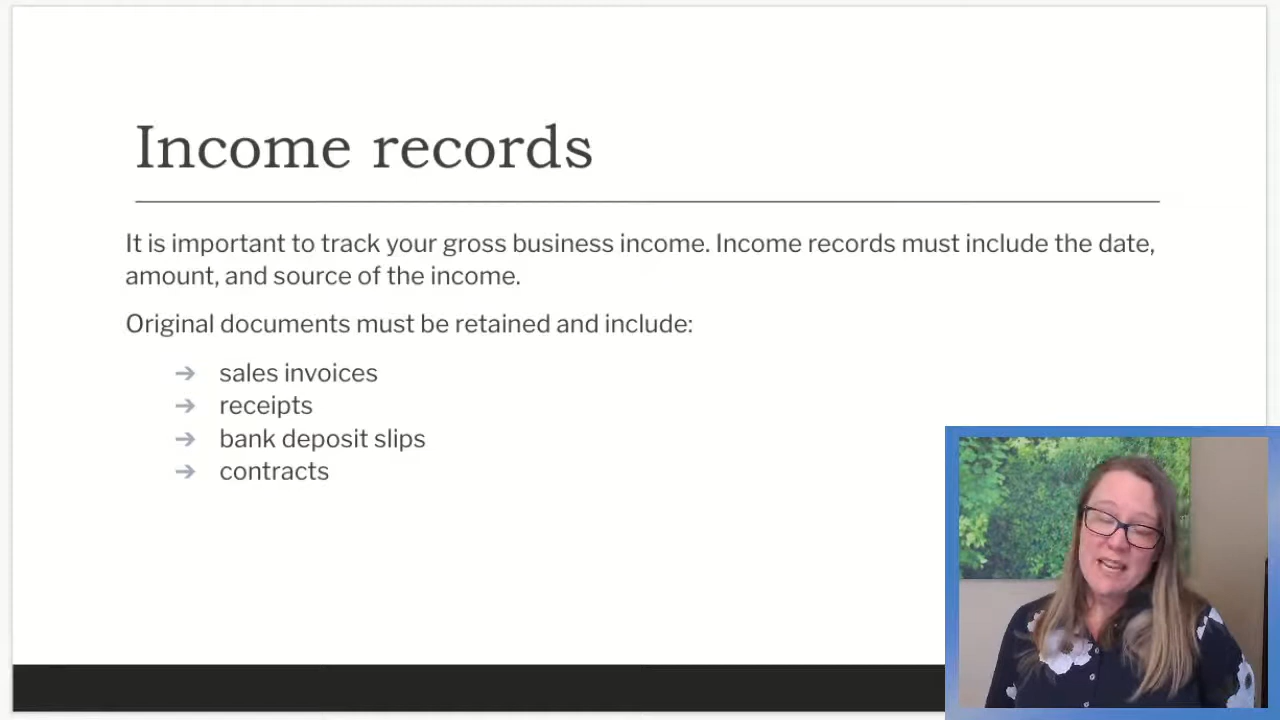 Income records
It is important to track your gross business income. Income records must include the date,
amount, and source of the income.
Original documents must be retained and include:
➔ sales invoices
➔ receipts
➔ bank deposit slips
➔ contracts